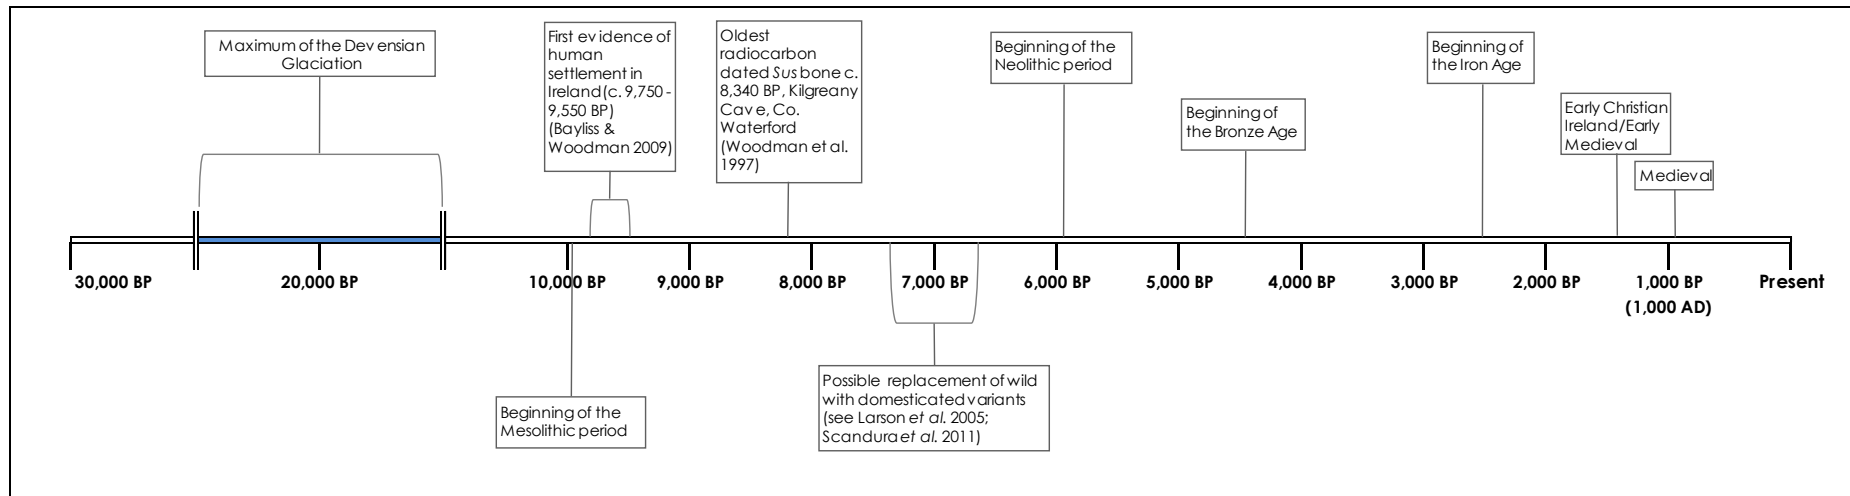 Maximum of the Devensian
Glaciation
First evidence of
human
settlement in
Ireland (c. 9,750 -
9,550 BP)
(Bayliss &
Woodman 2009)
Oldest
radiocarbon
dated Sus bone c.
8,340 BP, Kilgreany
Cave, Co.
Waterford
(Woodman et al.
1997)
Beginning of the
Neolithic period
Beginning of
the Bronze Age
Beginning of
the Iron Age
Early Christian
Ireland/Early
Medieval
Medieval
30,000 BP
20,000 BP
10,000 BP
9,000 BP
8,000 BP
7,000 BP
6,000 BP
5,000 BP
4,000 BP
3,000 BP
2,000 BP
1,000 BP
(1,000 AD)
Present
Beginning of the
Mesolithic period
Possible replacement of wild
with domesticated variants
(see Larson et al. 2005;
Scandura et al. 2011)